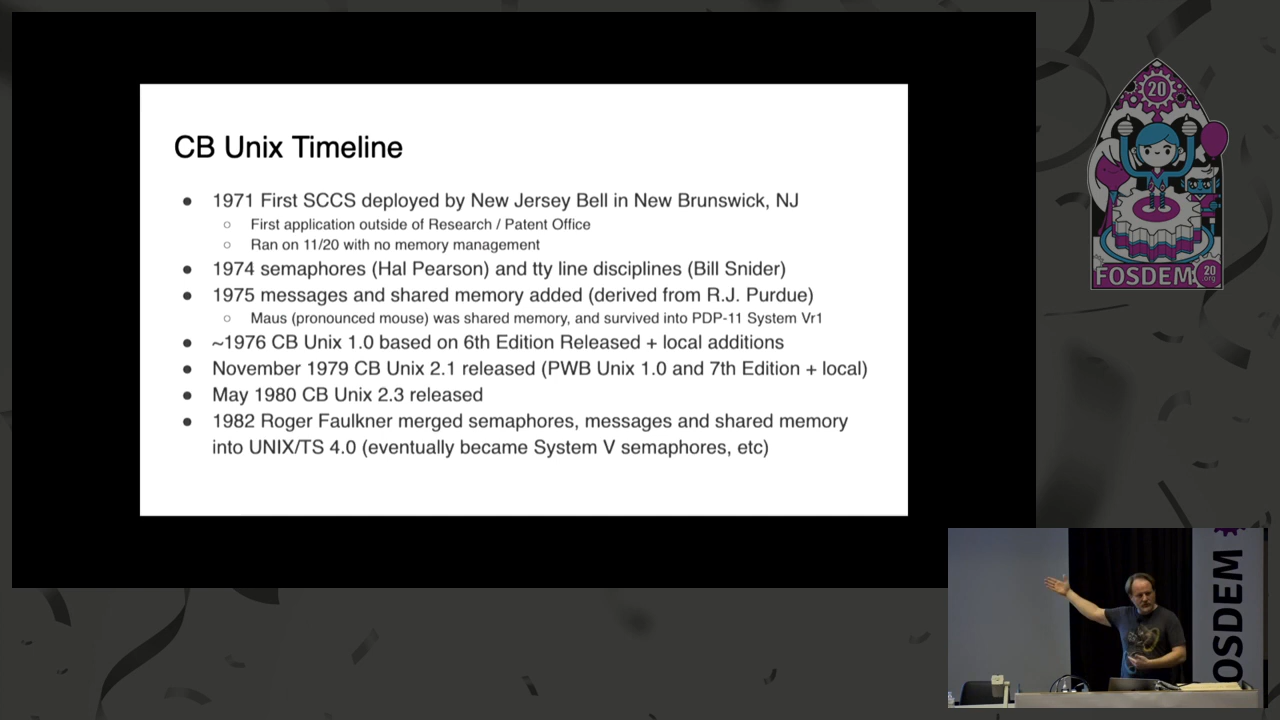 CB Unix Timeline
● 1971 First SCCS deployed by New Jersey Bell in New Brunswick, NJ
○ First application outside of Research / Patent Office
○ Ran on 11/20 with no memory management
● 1974 semaphores (Hal Pearson) and tty line disciplines (Bill Snider)
● 1975 messages and shared memory added (derived from R.J. Purdue)
○ Maus (pronounced mouse) was shared memory, and survived into PDP-11 System Vr1
● ~1976 CB Unix 1.0 based on 6th Edition Released + local additions
● November 1979 CB Unix 2.1 released (PWB Unix 1.0 and 7th Edition + local)
● May 1980 CB Unix 2.3 released
● 1982 Roger Faulkner merged semaphores, messages and shared memory
into UNIX/TS 4.0 (eventually became System V semaphores, etc)
20
FOSDEM
20
.org
OSDEM